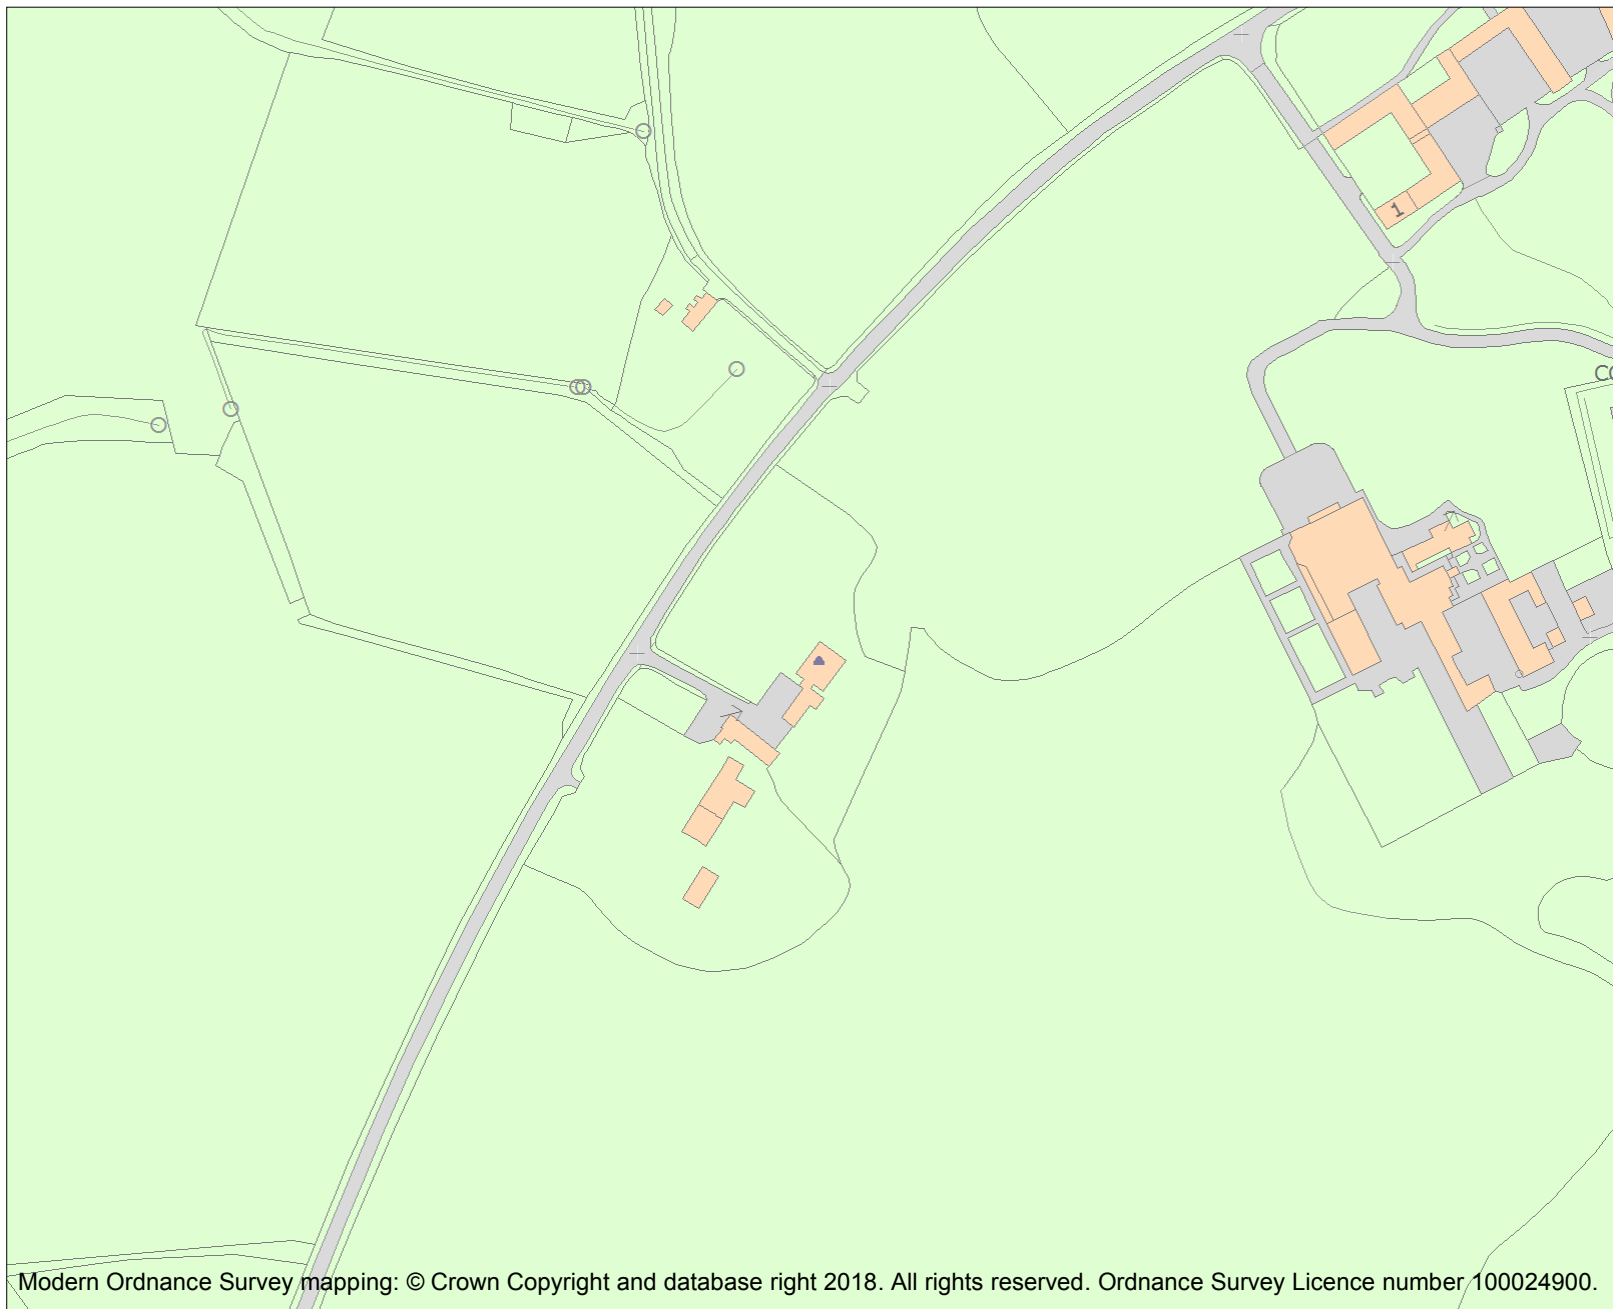 1
Modern Ordnance Survey mapping: © Crown Copyright and database right 2018. All rights reserved. Ordnance Survey Licence number 100024900.